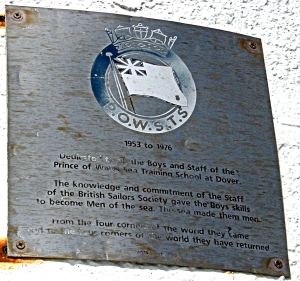 P.O.W.S.T.S
1953 to 1976
Dedicated to all the Boys and Staff of the
Prince of Wales Sea Training School at Dover.
The knowledge and commitment of the Staff
of the British Sailors Society gave the Boys skills
to become Men of the sea. The sea made them men.
From the four corners of the world they came
to the corners of the world they have returned